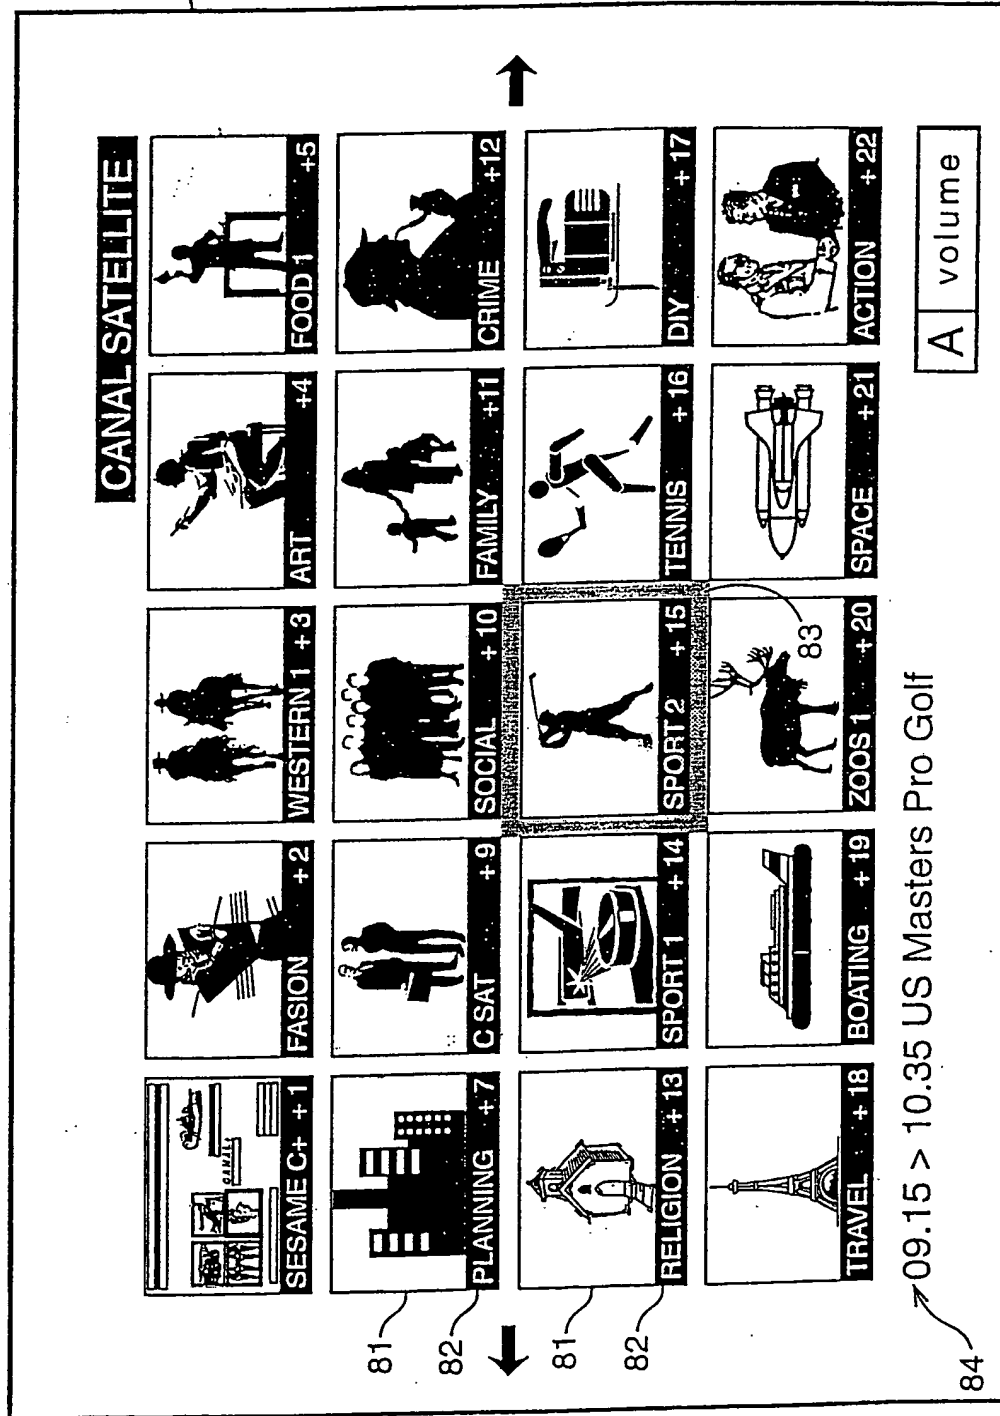 CANAL SATELLITE
SESAME C+ +1
FASION +2
WESTERN 1 +3
ART +4
FOOD 1 +5
PLANNING +7
C SAT +9
SOCIAL +10
FAMILY +11
CRIME +12
RELIGION +13
SPORT 1 +14
SPORT 2 +15
TENNIS +16
DIY +17
TRAVEL +18
BOATING +19
ZOOS 1 +20
SPACE +21
ACTION +22
81
82
81
82
83
84
09.15 > 10.35 US Masters Pro Golf
A volume